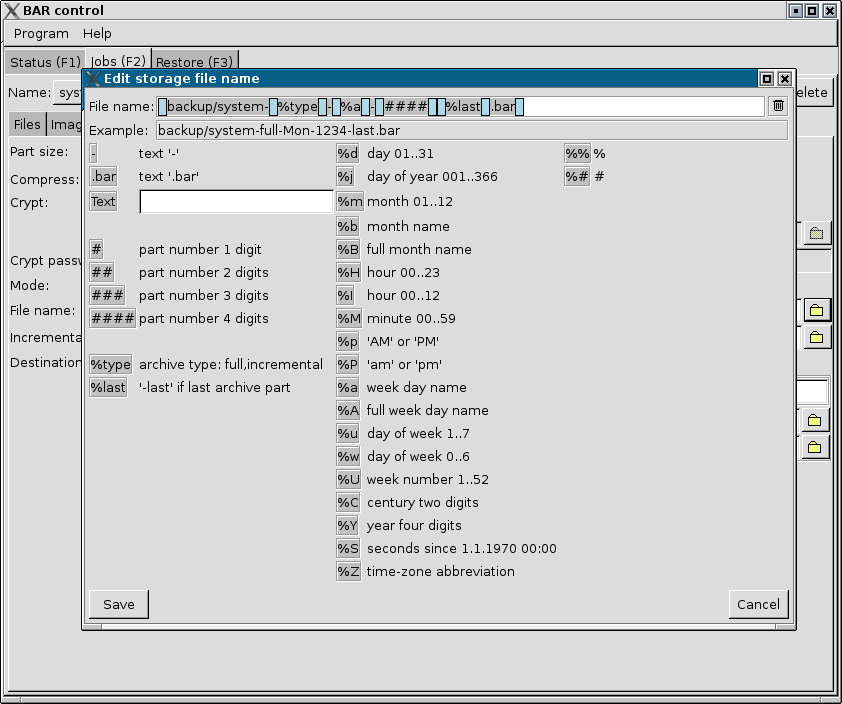 BAR control
Program Help
Status (F1) Jobs (F2) Restore (F3)
Edit storage file name
Name: sys
Files Imag
Part size:
Compress:
Crypt:
Crypt passw
Mode:
File name:
Incrementa
Destination
elete
File name: backup/system- %type - %a - #### %last .bar
Example: backup/system-full-Mon-1234-last.bar
- text '-'
.bar text '.bar'
Text
# part number 1 digit
## part number 2 digits
### part number 3 digits
#### part number 4 digits
%type archive type: full,incremental
%last '-last' if last archive part
%d day 01..31
%j day of year 001..366
%m month 01..12
%b month name
%B full month name
%H hour 00..23
%I hour 00..12
%M minute 00..59
%p 'AM' or 'PM'
%P 'am' or 'pm'
%a week day name
%A full week day name
%u day of week 1..7
%w day of week 0..6
%U week number 1..52
%C century two digits
%Y year four digits
%S seconds since 1.1.1970 00:00
%Z time-zone abbreviation
%% %
%# #
Save Cancel